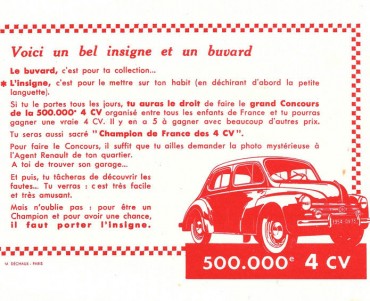 Voici un bel insigne et un buvard
Le buvard, c'est pour ta collection...
* L'insigne, c'est pour le mettre sur ton habit (en déchirant d'abord la petite
languette).
Si tu le portes tous les jours, tu auras le droit de faire le grand Concours
de la 500.000e 4 CV organisé entre tous les enfants de France et tu pourras
gagner une vraie 4 CV. Il y en a 5 à gagner avec beaucoup d'autres prix.
Tu seras aussi sacré "Champion de France des 4 CV".
Pour faire le Concours, il suffit que tu ailles demander la photo mystérieuse à
l'Agent Renault de ton quartier.
A toi de trouver son garage...
Et puis, tu tâcheras de découvrir les
fautes... Tu verras : c'est très facile
et très amusant.
Mais n'oublie pas : pour être un
Champion et pour avoir une chance,
il faut porter l'insigne.
500.000e 4 CV